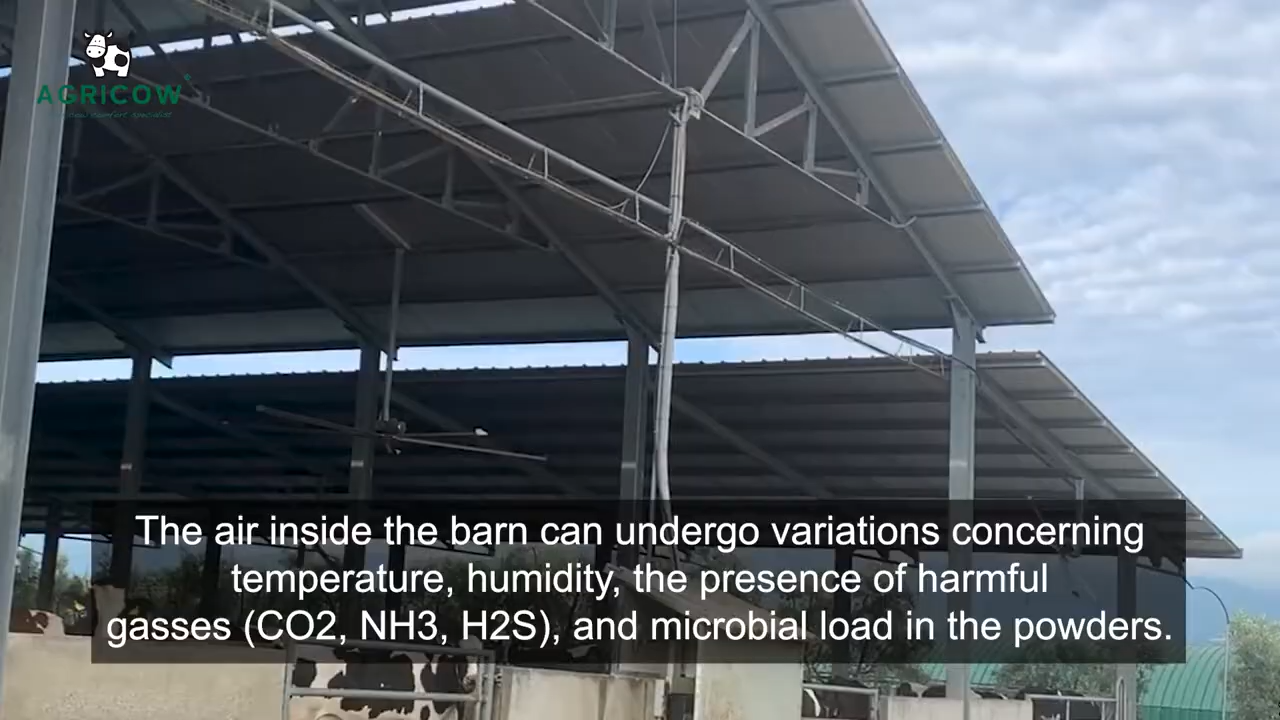 AGRICOW
The air inside the barn can undergo variations concerning
temperature, humidity, the presence of harmful
gasses (CO2, NH3, H2S), and microbial load in the powders.